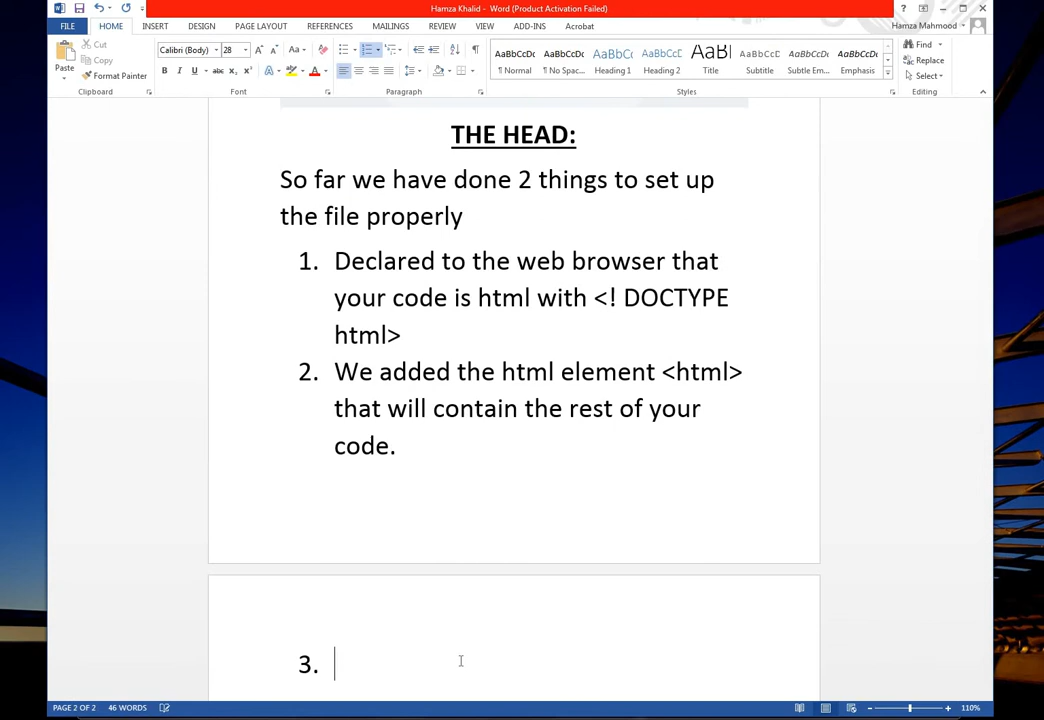 Hamza Khalid - Word (Product Activation Failed)
FILE HOME INSERT DESIGN PAGE LAYOUT REFERENCES MAILINGS REVIEW VIEW ADD-INS Acrobat Hamza Mahmood
Paste
Cut
Copy
Format Painter
Clipboard
Calibri (Body) 28
Font
Paragraph
AaBbCcDc AaBbCcDc AaBbCc AaBbCcC AaBl AaBbCcD AaBbCcDt AaBbCcDt
¶ Normal ¶ No Spac... Heading 1 Heading 2 Title Subtitle Subtle Em... Emphasis
Styles
Find
Replace
Select
Editing
THE HEAD:
So far we have done 2 things to set up
the file properly
1. Declared to the web browser that
your code is html with <! DOCTYPE
html>
2. We added the html element <html>
that will contain the rest of your
code.
3.
PAGE 2 OF 2 46 WORDS 110%